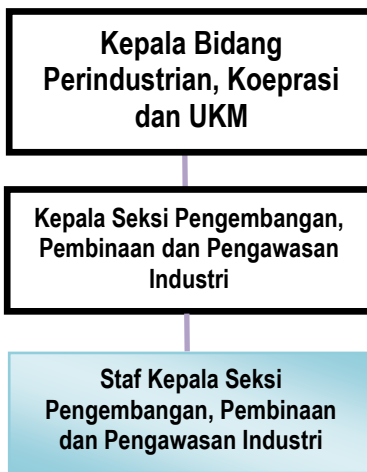 Kepala Bidang
Perindustrian, Koeprasi
dan UKM
Kepala Seksi Pengembangan,
Pembinaan dan Pengawasan
Industri
Staf Kepala Seksi
Pengembangan, Pembinaan
dan Pengawasan Industri